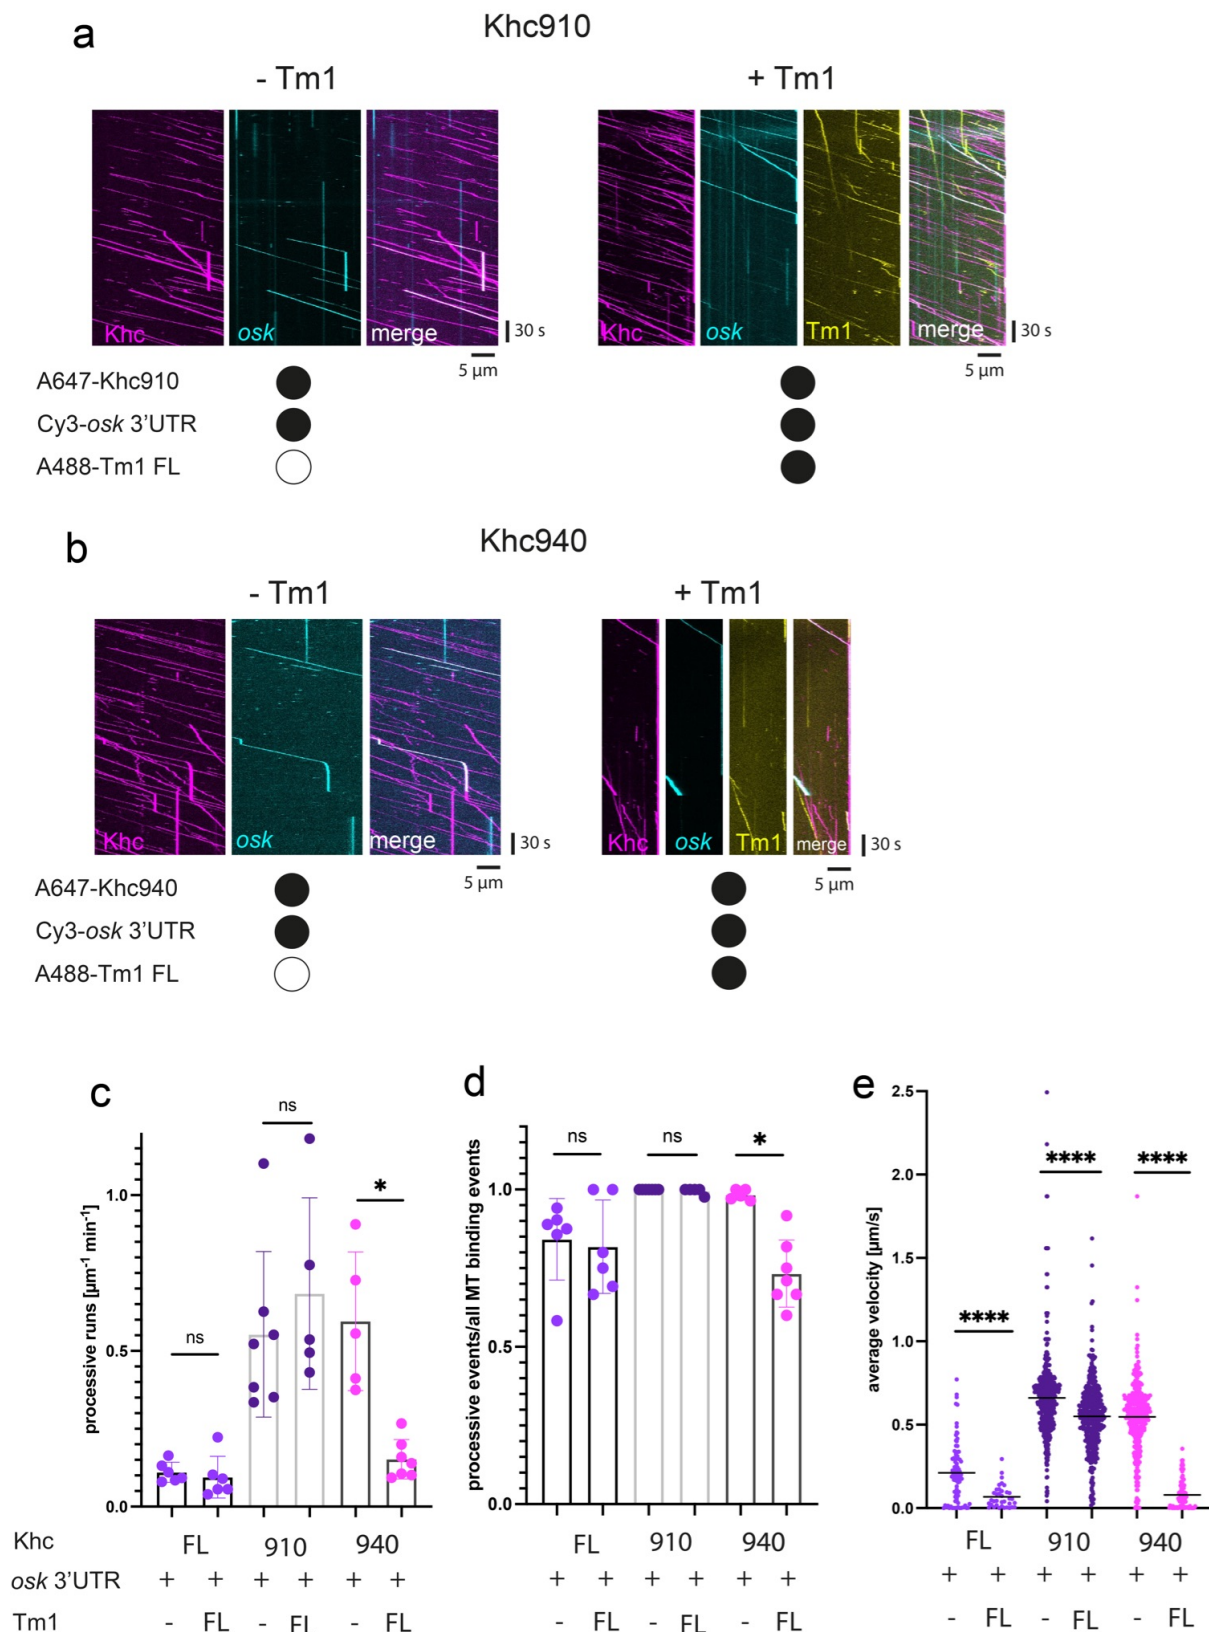 a
Khc910
- Tm1
+ Tm1
Khc
osk
merge
30 s
5 µm
Khc
osk
Tm1
merge
30 s
5 µm
A647-Khc910
Cy3-osk 3'UTR
A488-Tm1 FL
b
Khc940
- Tm1
+ Tm1
Khc
osk
merge
30 s
5 µm
Khc
osk
Tm1
merge
30 s
5 µm
A647-Khc940
Cy3-osk 3'UTR
A488-Tm1 FL
c
processive runs [µm⁻¹ min⁻¹]
1.0
0.5
0.0
ns
ns
*
Khc FL 910 940
osk 3'UTR + + + + + +
Tm1 - FL - FL - FL
d
processive events/all MT binding events
1.0
0.5
0.0
ns
ns
*
FL 910 940
+ + + + + +
- FL - FL - FL
e
average velocity [µm/s]
2.5
2.0
1.5
1.0
0.5
0.0
****
****
****
FL 910 940
+ + + + + +
- FL - FL - FL